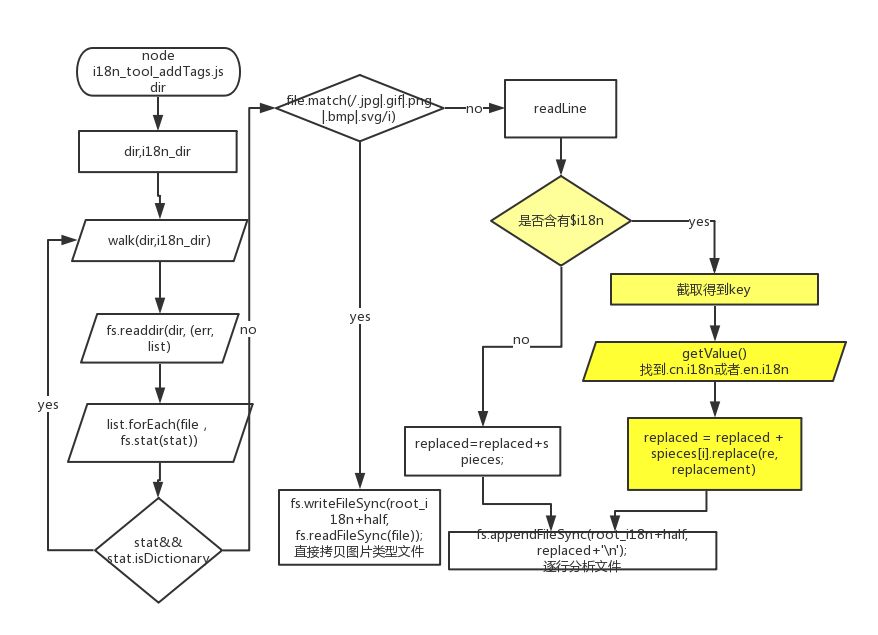 node
i18n_tool_addTags.js
dir
dir,i18n_dir
walk(dir,i18n_dir)
fs.readdir(dir, (err,
list)
list.forEach(file ,
fs.stat(stat))
stat&&
stat.isDictionary
yes
no
file.match(/.jpg|.gif|.png
|.bmp|.svg/i)
yes
fs.writeFileSync(root_i
18n+half,
fs.readFileSync(file));
直接拷贝图片类型文件
no
readLine
是否含有$i18n
no
replaced=replaced+s
pieces;
yes
截取得到key
getValue()
找到.cn.i18n或者.en.i18n
replaced = replaced +
spieces[i].replace(re,
replacement)
fs.appendFileSync(root_i18n+half,
replaced+'\n');
逐行分析文件